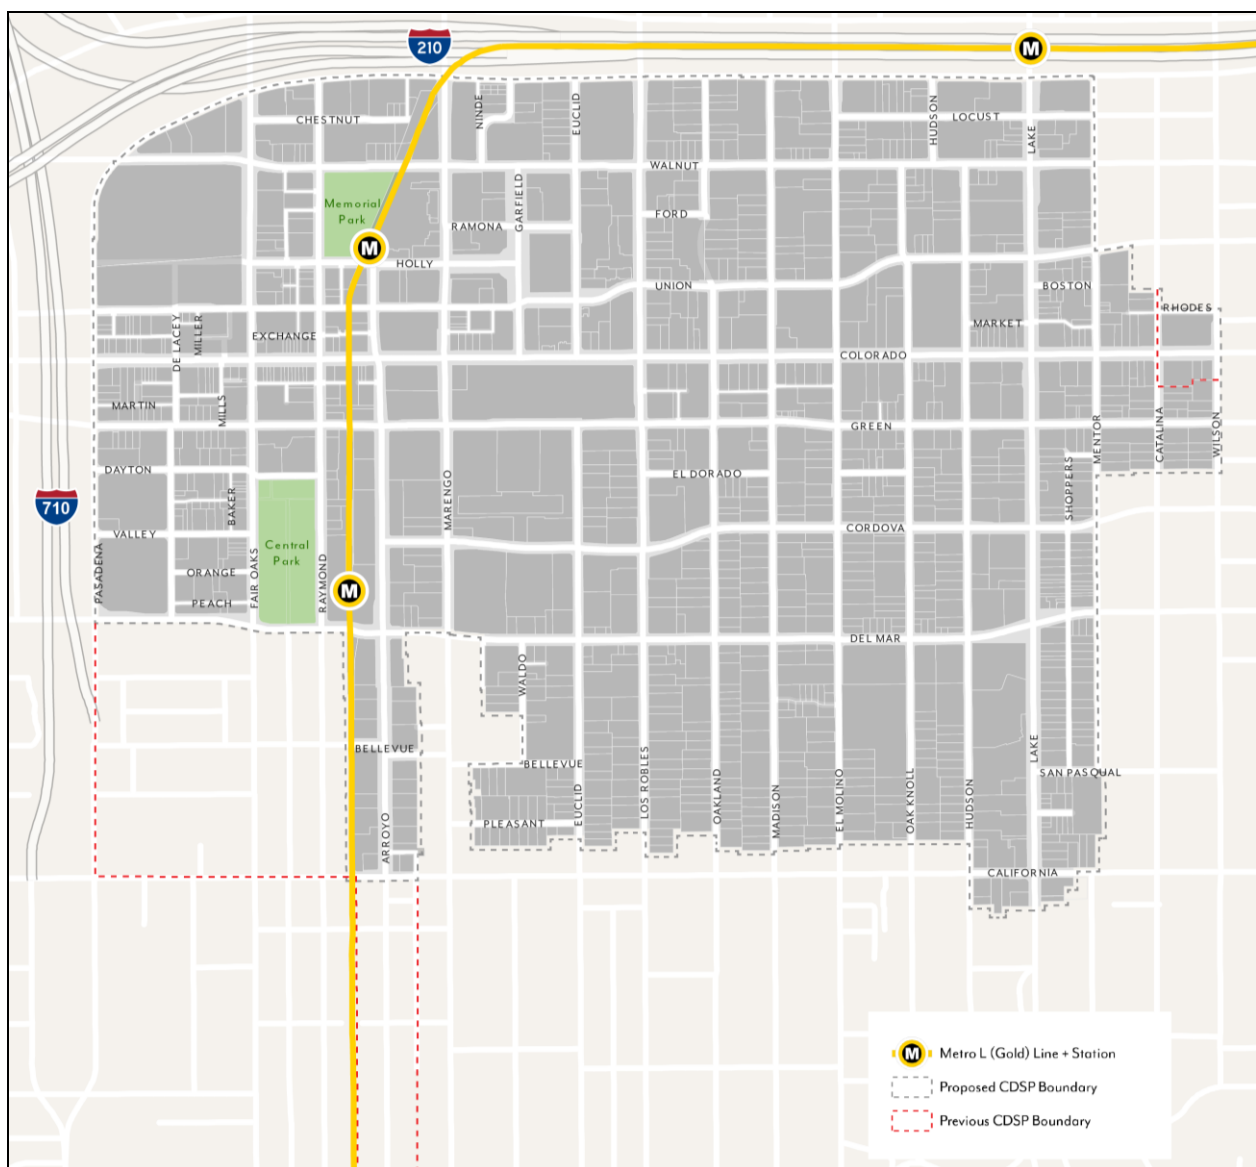 210
M
NINDE
EUCLID
HUDSON
LOCUST
LAKE
CHESTNUT
WALNUT
Memorial
Park
GARFIELD
FORD
RAMONA
M
HOLLY
UNION
BOSTON
RHODES
DE LACEY
MILLER
EXCHANGE
MARKET
COLORADO
MARTIN
MILLS
GREEN
MENTOR
CATALINA
WILSON
DAYTON
EL DORADO
MARENGO
SHOPPERS
710
BAKER
VALLEY
CORDOVA
Central
Park
PASADENA
ORANGE
FAIR OAKS
RAYMOND
M
PEACH
DEL MAR
WALDO
BELLEVUE
BELLEVUE
LAKE
SAN PASQUAL
EUCLID
LOS ROBLES
OAKLAND
MADISON
EL MOLINO
OAK KNOLL
HUDSON
PLEASANT
ARROYO
CALIFORNIA
M Metro L (Gold) Line + Station
Proposed CDSP Boundary
Previous CDSP Boundary